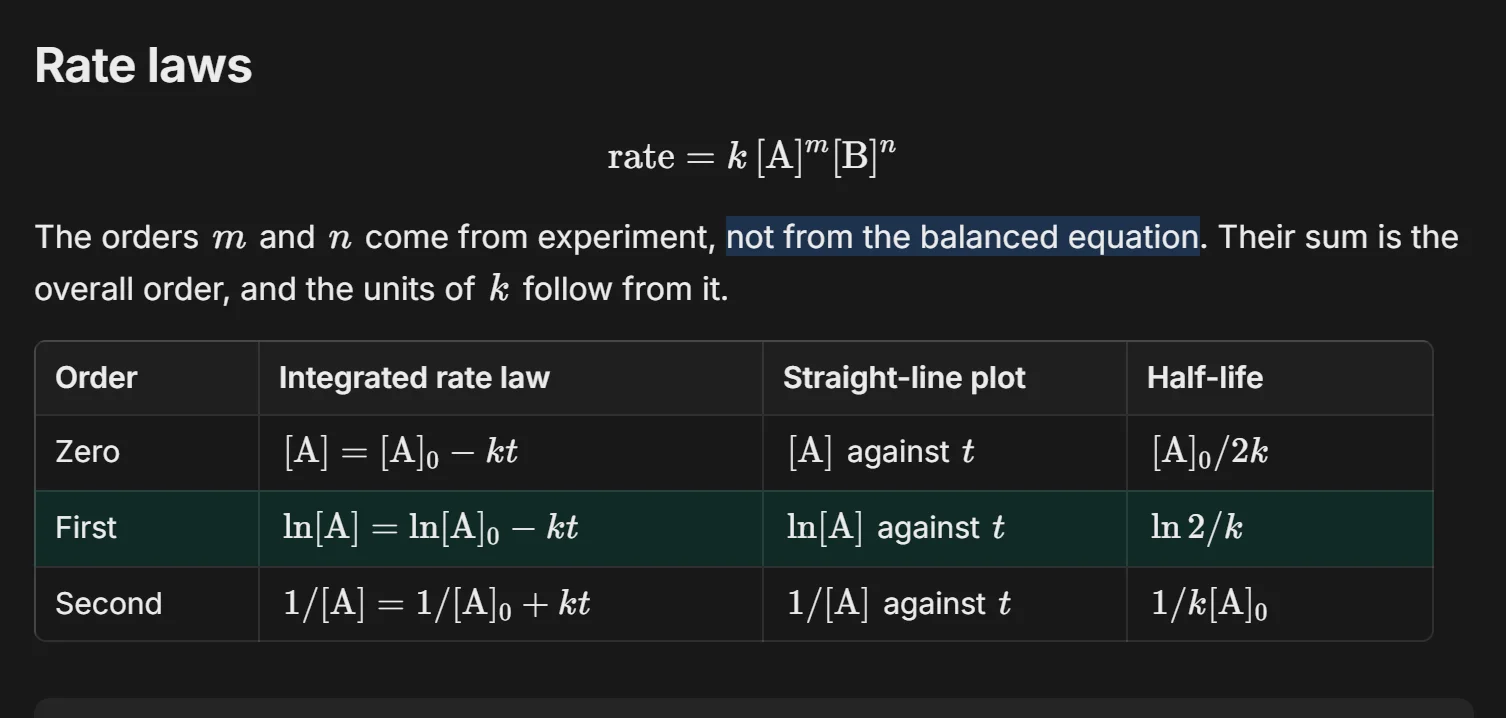 Rate laws
rate = k [A]ᵐ[B]ⁿ
The orders m and n come from experiment, not from the balanced equation. Their sum is the
overall order, and the units of k follow from it.
Order Integrated rate law Straight-line plot Half-life
Zero [A] = [A]₀ − kt [A] against t [A]₀/2k
First ln[A] = ln[A]₀ − kt ln[A] against t ln 2/k
Second 1/[A] = 1/[A]₀ + kt 1/[A] against t 1/k[A]₀